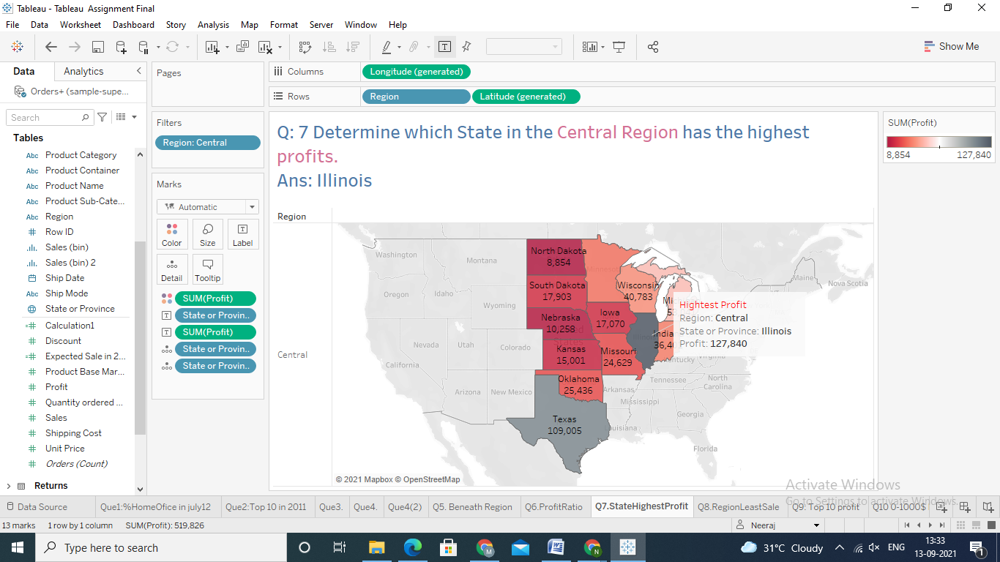 Tableau - Tableau Assignment Final
File Data Worksheet Dashboard Story Analysis Map Format Server Window Help
Show Me
Data Analytics
Orders+ (sample-supe...
Search
Tables
Product Category
Product Container
Product Name
Product Sub-Cate...
Region
Row ID
Sales (bin)
Sales (bin) 2
Ship Date
Ship Mode
State or Province
Calculation1
Discount
Expected Sale in 2...
Product Base Mar...
Profit
Quantity ordered ...
Sales
Shipping Cost
Unit Price
Orders (Count)
Returns
Pages
Filters
Region: Central
Marks
Automatic
Color Size Label
Detail Tooltip
SUM(Profit)
State or Provin..
SUM(Profit)
State or Provin..
State or Provin..
Columns Longitude (generated)
Rows Region Latitude (generated)
Q: 7 Determine which State in the Central Region has the highest
profits.
Ans: Illinois
Region
Central
Washington
Montana
Oregon
Idaho
Wyoming
Nevada
Utah
Colorado
California
Arizona
New Mexico
North Dakota
8,854
South Dakota
17,903
Nebraska
10,258
Kansas
15,001
Oklahoma
25,436
Texas
109,005
Iowa
17,070
Missouri
24,629
Wisconsin
40,783
Maine
Nova Scotia
Tennessee
North
Carolina
Arkansas
Mississippi
Georgia
Florida
Hightest Profit
Region: Central
State or Province: Illinois
Profit: 127,840
© 2021 Mapbox © OpenStreetMap
SUM(Profit)
8,854 127,840
Activate Windows
Go to Settings to activate Windows.
Data Source Que1:%HomeOfice in july12 Que2:Top 10 in 2011 Que3. Que4. Que4(2) Q5. Beneath Region Q6.ProfitRatio Q7.StateHighestProfit Q8.RegionLeastSale Q9: Top 10 profit Q10 0-1000$
13 marks 1 row by 1 column SUM(Profit): 519,826 Neeraj
Type here to search
31°C Cloudy ENG
13:33
13-09-2021